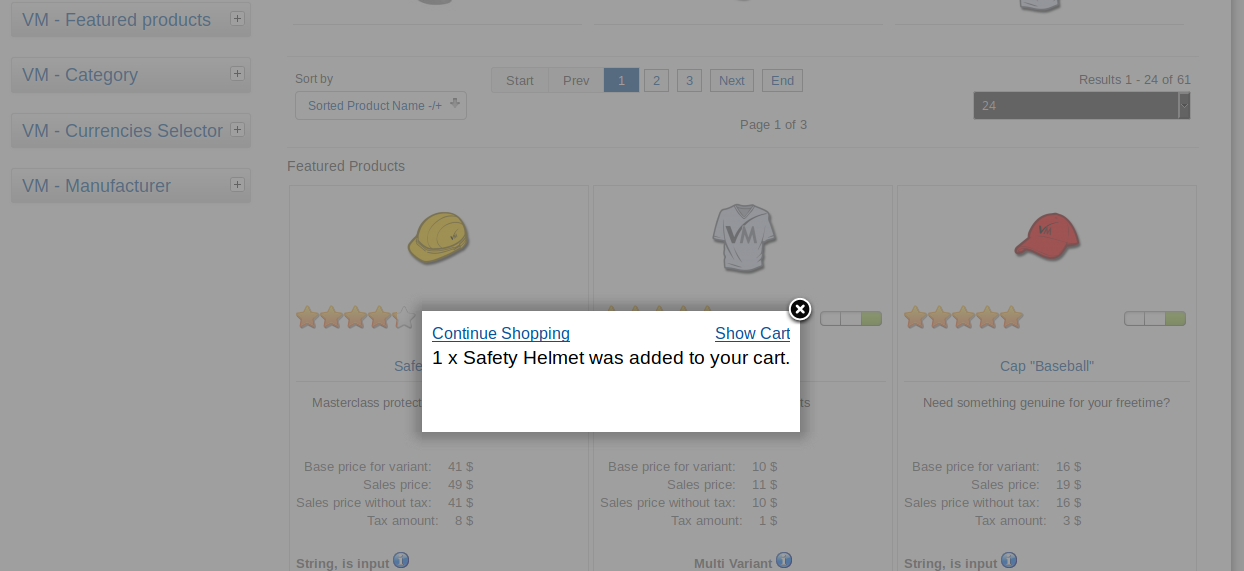 VM - Featured products
VM - Category
VM - Currencies Selector
VM - Manufacturer
Sort by
Sorted Product Name -/+
Start Prev 1 2 3 Next End
Page 1 of 3
Results 1 - 24 of 61
24
Featured Products
VM
VM
VM
Continue Shopping Show Cart
1 x Safety Helmet was added to your cart.
Cap "Baseball"
Masterclass protect
Need something genuine for your freetime?
Base price for variant: 41 $
Sales price: 49 $
Sales price without tax: 41 $
Tax amount: 8 $
String, is input
Base price for variant: 10 $
Sales price: 11 $
Sales price without tax: 10 $
Tax amount: 1 $
Multi Variant
Base price for variant: 16 $
Sales price: 19 $
Sales price without tax: 16 $
Tax amount: 3 $
String, is input